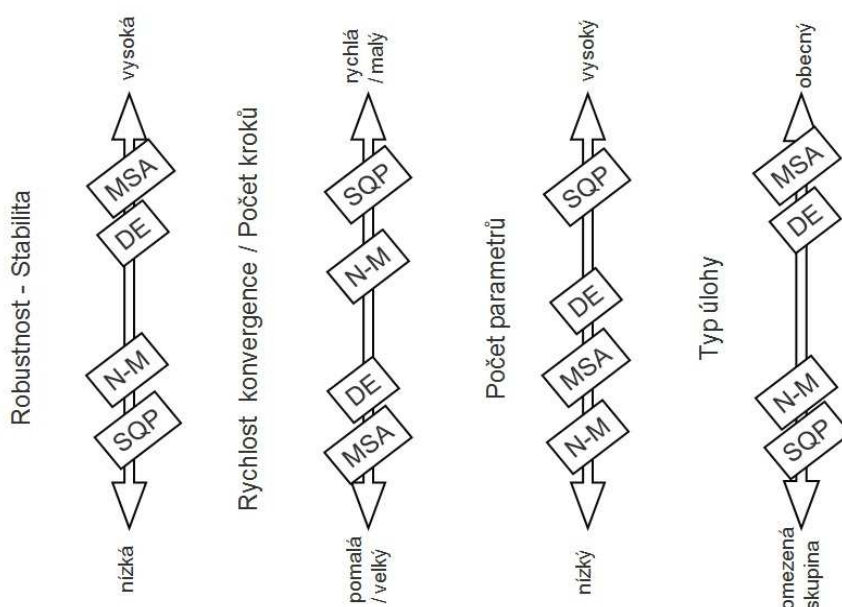 Robustnost - Stabilita
vysoká
MSA
DE
N-M
SQP
nízká
Rychlost konvergence / Počet kroků
rychlá
/ malý
SQP
N-M
DE
MSA
pomalá
/ velký
Počet parametrů
vysoký
SQP
DE
MSA
N-M
nízký
Typ úlohy
obecný
MSA
DE
N-M
SQP
omezená
skupina